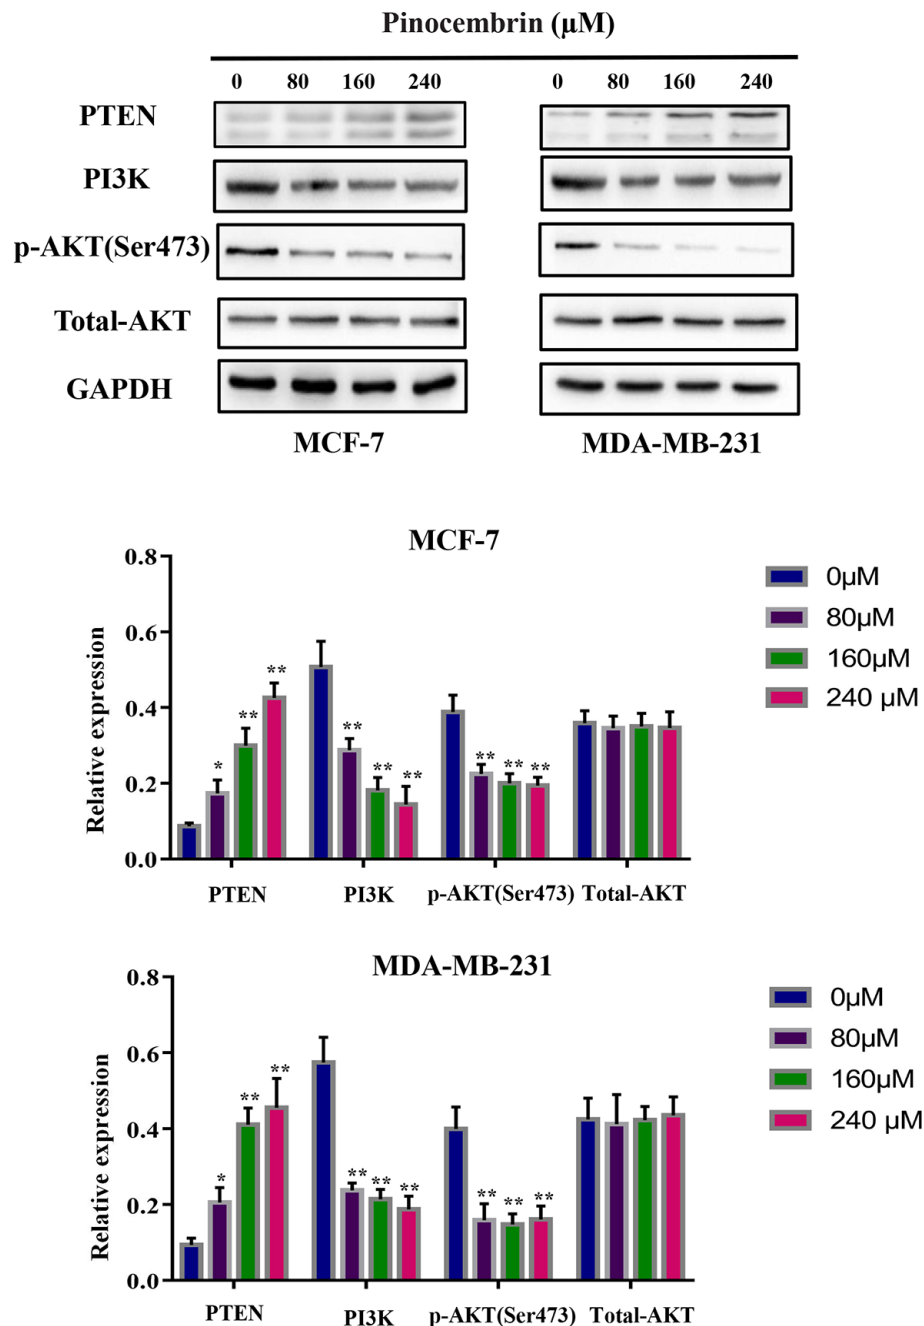 Pinocembrin (µM)
0 80 160 240 0 80 160 240
PTEN
PI3K
p-AKT(Ser473)
Total-AKT
GAPDH
MCF-7 MDA-MB-231
MCF-7
0.8
0.6
0.4
0.2
0.0
Relative expression
* ** **
** ** **
** ** **
PTEN PI3K p-AKT(Ser473) Total-AKT
0µM
80µM
160µM
240 µM
MDA-MB-231
0.8
0.6
0.4
0.2
0.0
Relative expression
* ** **
** ** **
** ** **
PTEN PI3K p-AKT(Ser473) Total-AKT
0µM
80µM
160µM
240 µM